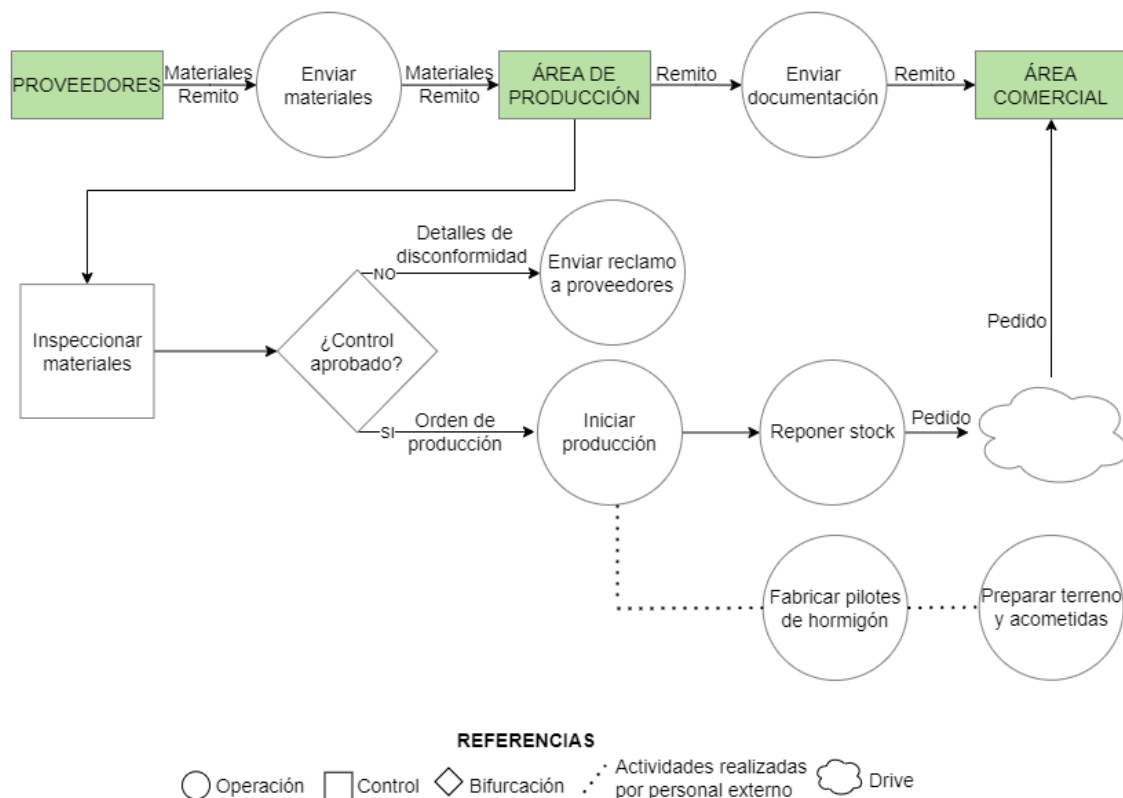 PROVEEDORES
Materiales
Remito
Enviar
materiales
Materiales
Remito
ÁREA DE
PRODUCCIÓN
Remito
Enviar
documentación
Remito
ÁREA
COMERCIAL
Inspeccionar
materiales
¿Control
aprobado?
NO
Detalles de
disconformidad
Enviar reclamo
a proveedores
SI
Orden de
producción
Iniciar
producción
Reponer stock
Pedido
Pedido
Fabricar pilotes
de hormigón
Preparar terreno
y acometidas
REFERENCIAS
Operación
Control
Bifurcación
Actividades realizadas
por personal externo
Drive